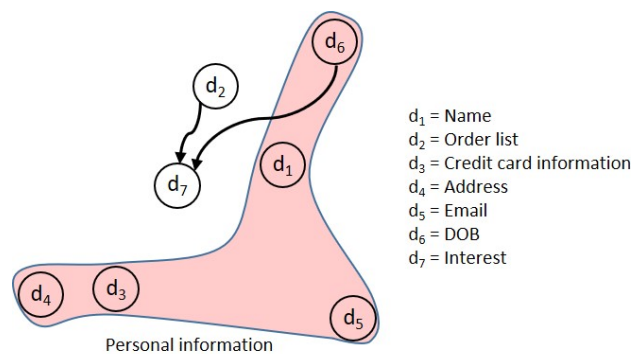 d₆
d₂
d₁
d₇
d₄
d₃
d₅
Personal information
d₁ = Name
d₂ = Order list
d₃ = Credit card information
d₄ = Address
d₅ = Email
d₆ = DOB
d₇ = Interest